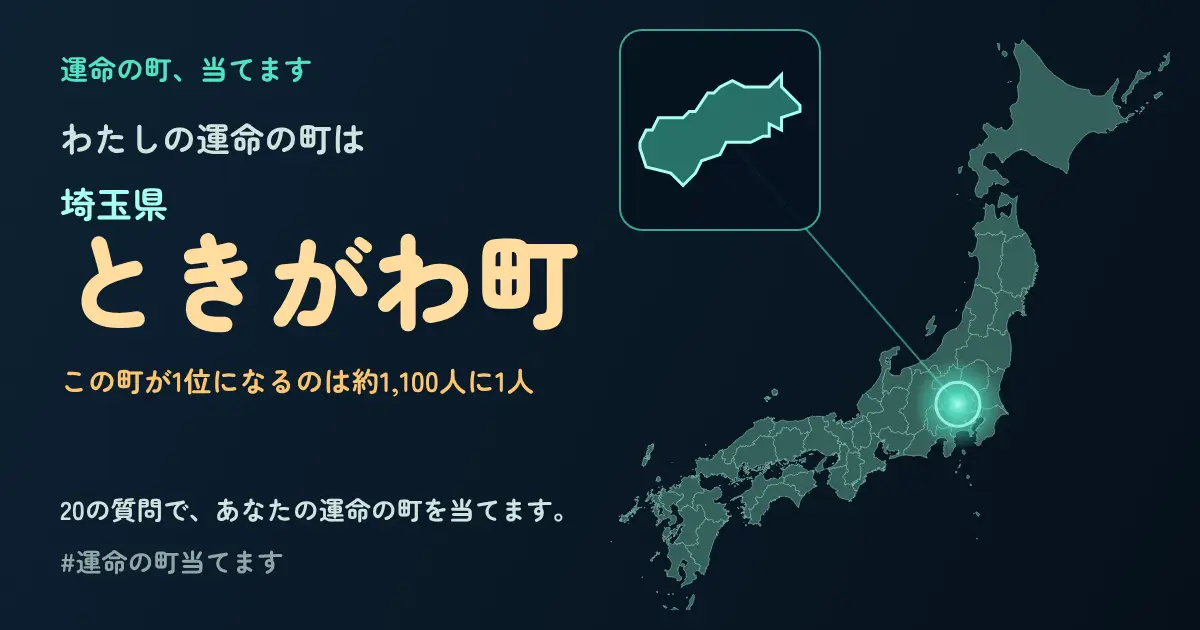 運命の町、当てます
わたしの運命の町は
埼玉県
ときがわ町
この町が1位になるのは約1,100人に1人
20の質問で、あなたの運命の町を当てます。
#運命の町当てます